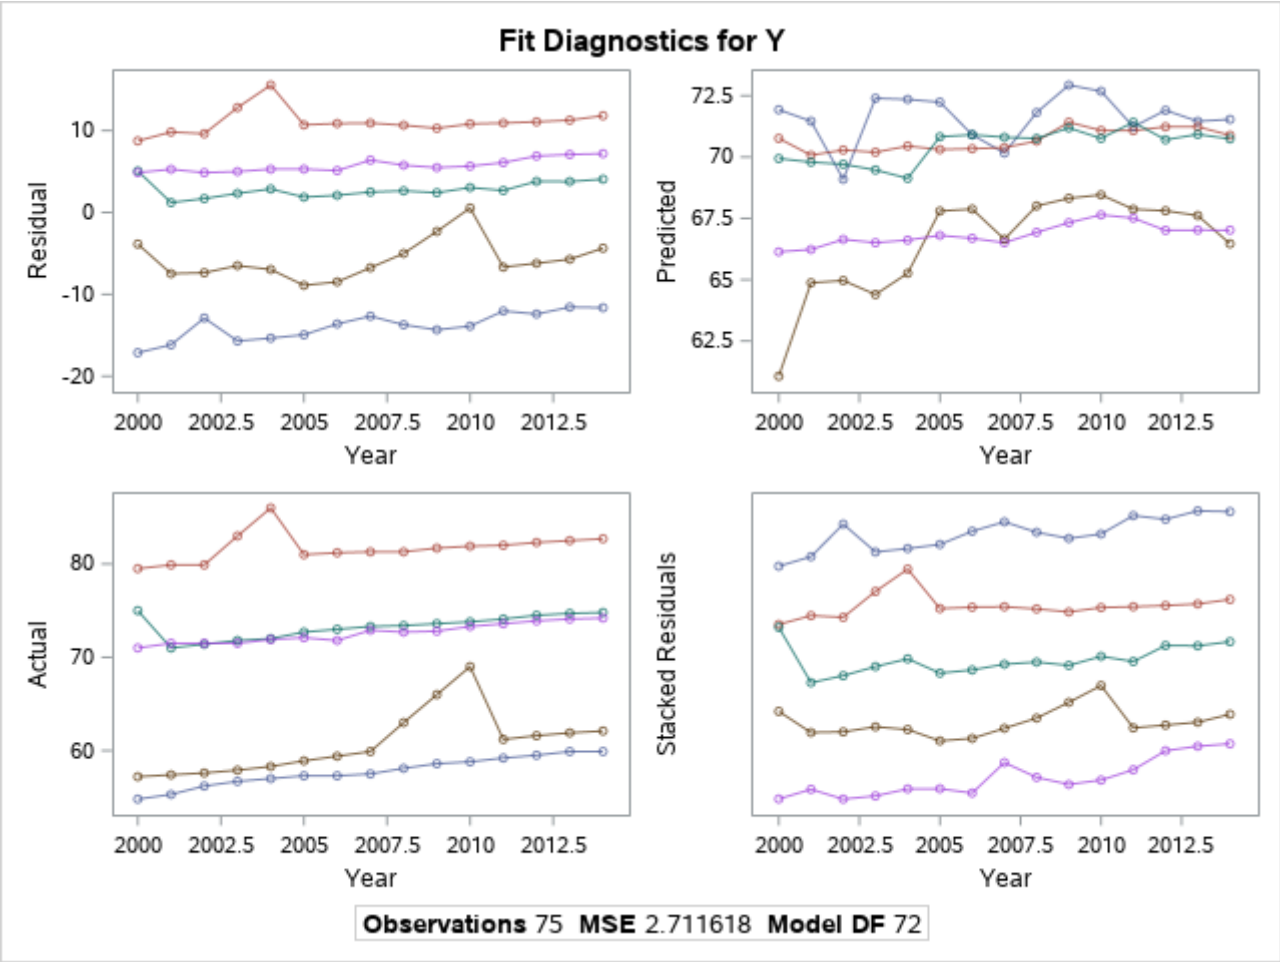 Fit Diagnostics for Y
Residual
10
0
-10
-20
2000 2002.5 2005 2007.5 2010 2012.5
Year
Predicted
72.5
70
67.5
65
62.5
2000 2002.5 2005 2007.5 2010 2012.5
Year
Actual
80
70
60
2000 2002.5 2005 2007.5 2010 2012.5
Year
Stacked Residuals
2000 2002.5 2005 2007.5 2010 2012.5
Year
Observations 75 MSE 2.711618 Model DF 72